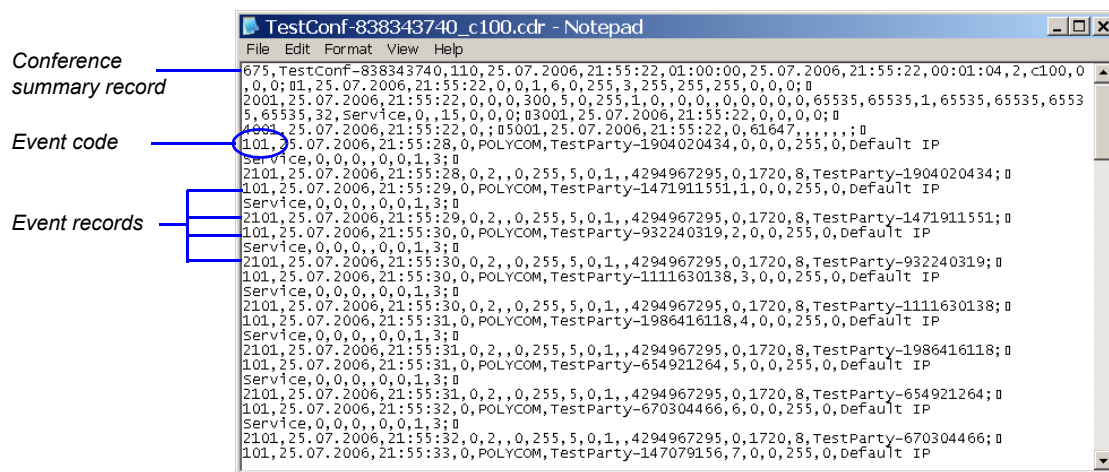 TestConf-838343740_c100.cdr - Notepad
File Edit Format View Help
Conference
summary record
Event code
Event records
675,TestConf-838343740,110,25.07.2006,21:55:22,01:00:00,25.07.2006,21:55:22,00:01:04,2,c100,0
,0,0;▯1,25.07.2006,21:55:22,0,0,1,6,0,255,3,255,255,255,0,0,0;▯
2001,25.07.2006,21:55:22,0,0,0,300,5,0,255,1,0,,0,0,,0,0,0,0,0,0,65535,65535,1,65535,65535,6553
5,65535,32,Service,0,,15,0,0,0;▯3001,25.07.2006,21:55:22,0,0,0,0;▯
4001,25.07.2006,21:55:22,0,;▯5001,25.07.2006,21:55:22,0,61647,,,,,,;▯
101,25.07.2006,21:55:28,0,POLYCOM,TestParty-1904020434,0,0,0,255,0,Default IP
Service,0,0,0,,0,0,1,3;▯
2101,25.07.2006,21:55:28,0,2,,0,255,5,0,1,,4294967295,0,1720,8,TestParty-1904020434;▯
101,25.07.2006,21:55:29,0,POLYCOM,TestParty-1471911551,1,0,0,255,0,Default IP
Service,0,0,0,,0,0,1,3;▯
2101,25.07.2006,21:55:29,0,2,,0,255,5,0,1,,4294967295,0,1720,8,TestParty-1471911551;▯
101,25.07.2006,21:55:30,0,POLYCOM,TestParty-932240319,2,0,0,255,0,Default IP
Service,0,0,0,,0,0,1,3;▯
2101,25.07.2006,21:55:30,0,2,,0,255,5,0,1,,4294967295,0,1720,8,TestParty-932240319;▯
101,25.07.2006,21:55:30,0,POLYCOM,TestParty-1111630138,3,0,0,255,0,Default IP
Service,0,0,0,,0,0,1,3;▯
2101,25.07.2006,21:55:30,0,2,,0,255,5,0,1,,4294967295,0,1720,8,TestParty-1111630138;▯
101,25.07.2006,21:55:31,0,POLYCOM,TestParty-1986416118,4,0,0,255,0,Default IP
Service,0,0,0,,0,0,1,3;▯
2101,25.07.2006,21:55:31,0,2,,0,255,5,0,1,,4294967295,0,1720,8,TestParty-1986416118;▯
101,25.07.2006,21:55:31,0,POLYCOM,TestParty-654921264,5,0,0,255,0,Default IP
Service,0,0,0,,0,0,1,3;▯
2101,25.07.2006,21:55:31,0,2,,0,255,5,0,1,,4294967295,0,1720,8,TestParty-654921264;▯
101,25.07.2006,21:55:32,0,POLYCOM,TestParty-670304466,6,0,0,255,0,Default IP
Service,0,0,0,,0,0,1,3;▯
2101,25.07.2006,21:55:32,0,2,,0,255,5,0,1,,4294967295,0,1720,8,TestParty-670304466;▯
101,25.07.2006,21:55:33,0,POLYCOM,TestParty-147079156,7,0,0,255,0,Default IP